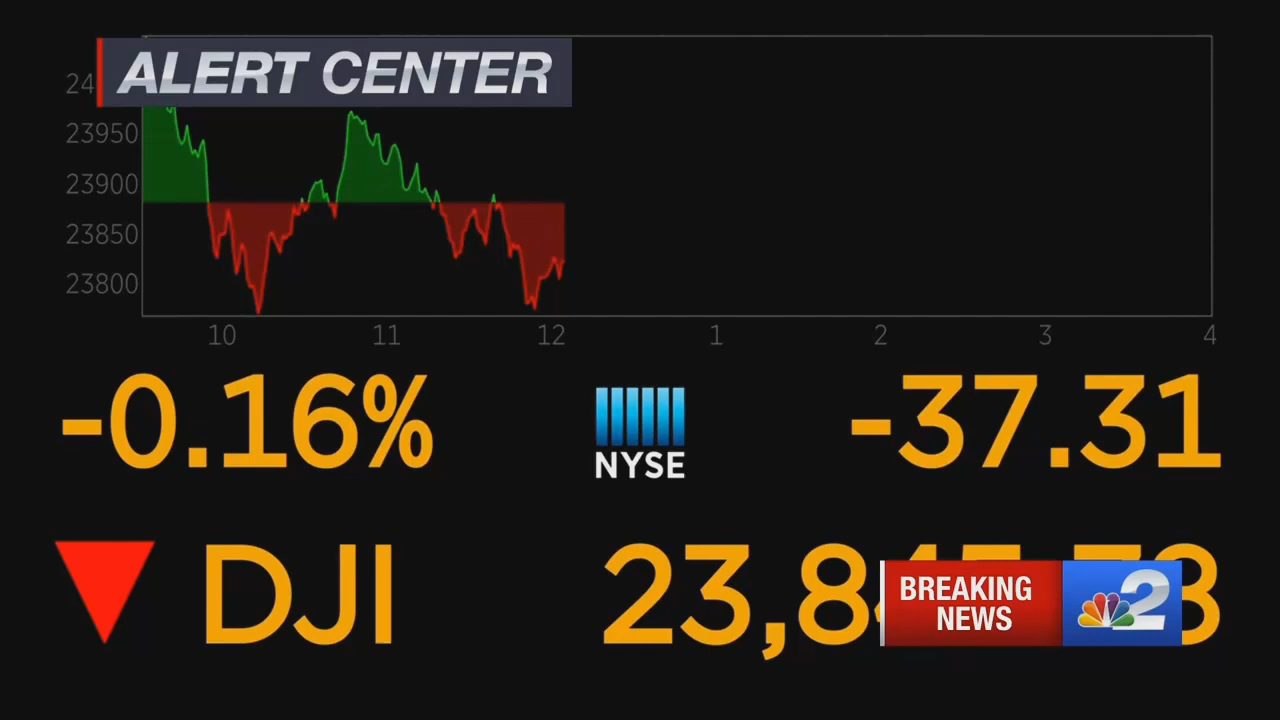 ALERT CENTER
23950
23900
23850
23800
10 11 12 1 2 3 4
-0.16%
NYSE
-37.31
DJI
BREAKING
NEWS
2